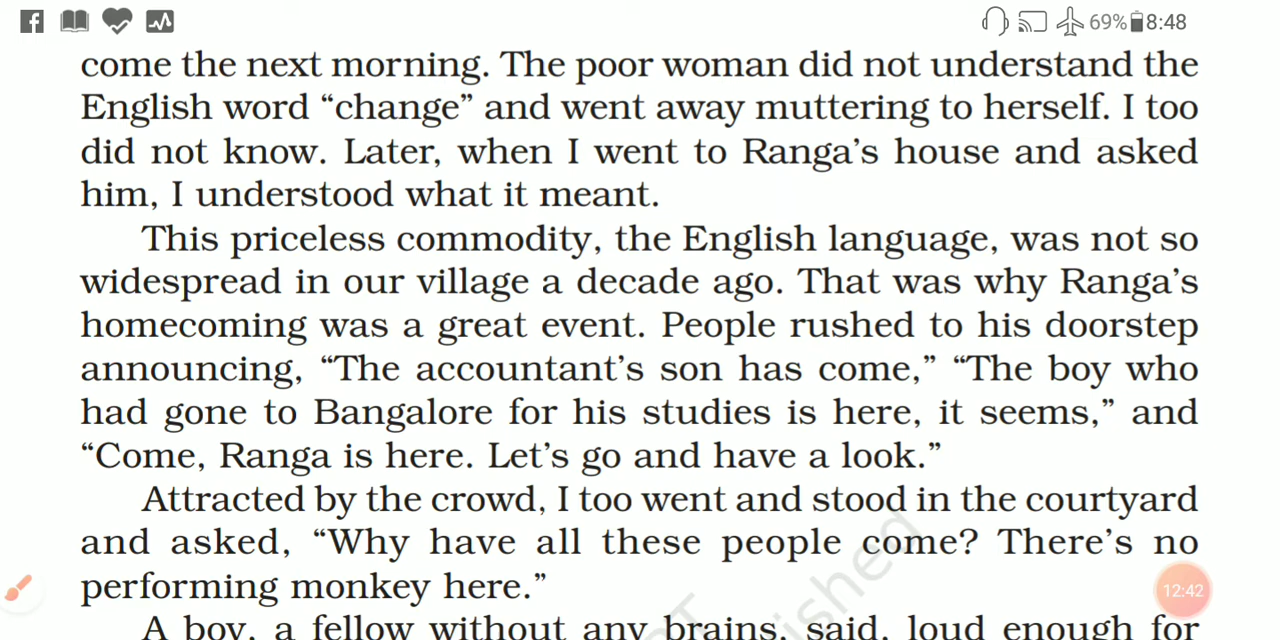 69% 8:48
come the next morning. The poor woman did not understand the
English word “change” and went away muttering to herself. I too
did not know. Later, when I went to Ranga’s house and asked
him, I understood what it meant.
This priceless commodity, the English language, was not so
widespread in our village a decade ago. That was why Ranga’s
homecoming was a great event. People rushed to his doorstep
announcing, “The accountant’s son has come,” “The boy who
had gone to Bangalore for his studies is here, it seems,” and
“Come, Ranga is here. Let’s go and have a look.”
Attracted by the crowd, I too went and stood in the courtyard
and asked, “Why have all these people come? There’s no
performing monkey here.”
12:42
A boy, a fellow without any brains, said, loud enough for